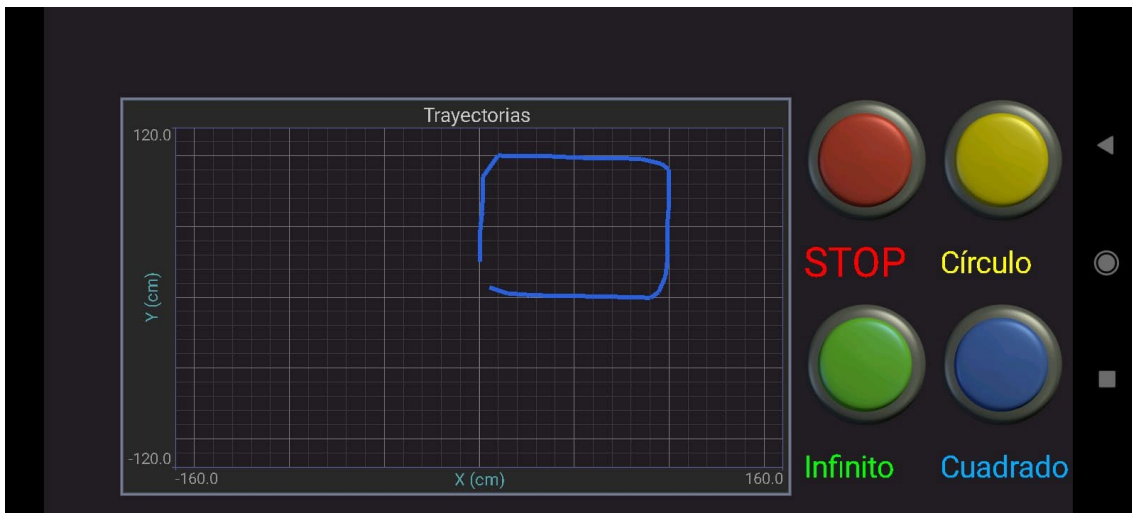 Trayectorias
120.0
Y (cm)
-120.0
-160.0
X (cm)
160.0
STOP
Círculo
Infinito
Cuadrado